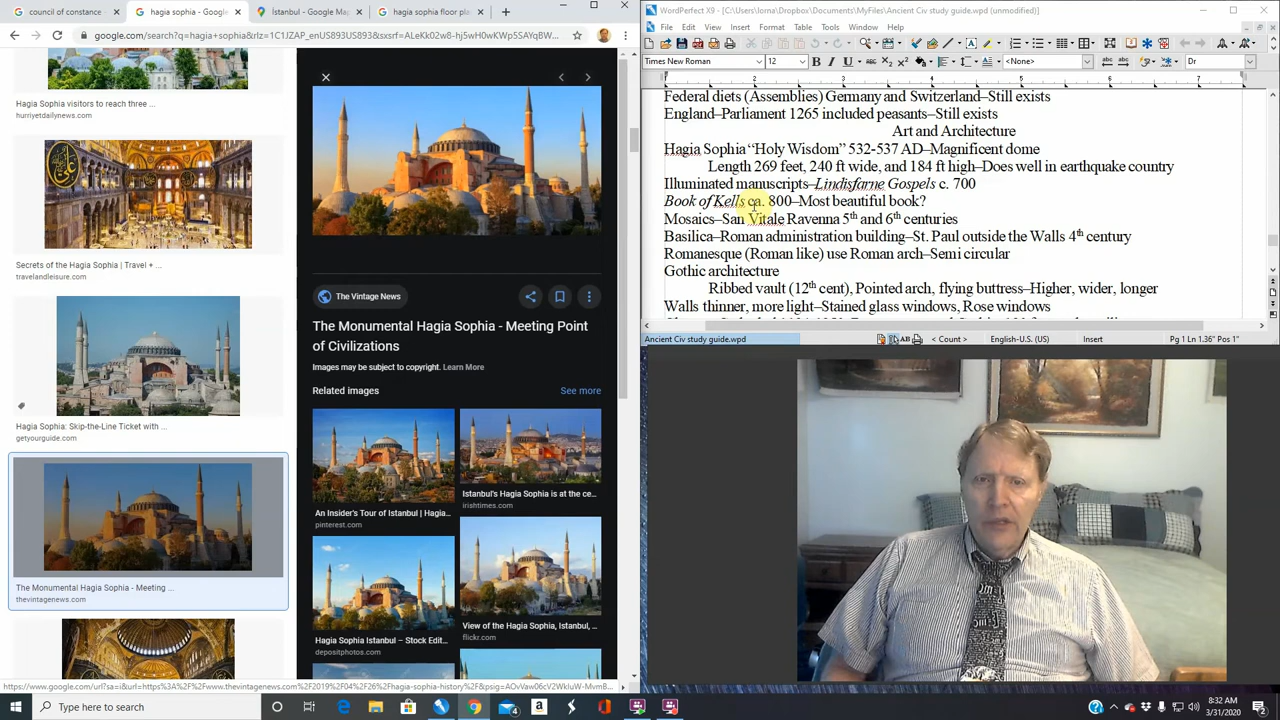 council of constance -
hagia sophia - Google
İstanbul - Google Ma
hagia sophia floor pla
google.com/search?q=hagia+sophia&rlz=1C1JZAP_enUS893US893&sxsrf=ALeKk02w8-hj5wH0wkWpSSAYqBW...
Hagia Sophia visitors to reach three ...
hurriyetdailynews.com
Secrets of the Hagia Sophia | Travel + ...
travelandleisure.com
Hagia Sophia: Skip-the-Line Ticket with ...
getyourguide.com
The Monumental Hagia Sophia - Meeting ...
thevintagenews.com
The Vintage News
The Monumental Hagia Sophia - Meeting Point
of Civilizations
Images may be subject to copyright. Learn More
Related images
See more
An Insider's Tour of Istanbul | Hagia...
pinterest.com
Istanbul's Hagia Sophia is at the ce...
irishtimes.com
Hagia Sophia Istanbul – Stock Edit...
depositphotos.com
View of the Hagia Sophia, Istanbul, ...
flickr.com
WordPerfect X9 - [C:\Users\lorna\Dropbox\Documents\MyFiles\Ancient Civ study guide.wpd (unmodified)]
File Edit View Insert Format Table Tools Window Help
Times New Roman 12 <None> Dr
2 3 4 5 6 7
Federal diets (Assemblies) Germany and Switzerland–Still exists
England–Parliament 1265 included peasants–Still exists
Art and Architecture
Hagia Sophia “Holy Wisdom” 532-537 AD–Magnificent dome
Length 269 feet, 240 ft wide, and 184 ft high–Does well in earthquake country
Illuminated manuscripts–Lindisfarne Gospels c. 700
Book of Kells ca. 800–Most beautiful book?
Mosaics–San Vitale Ravenna 5th and 6th centuries
Basilica–Roman administration building–St. Paul outside the Walls 4th century
Romanesque (Roman like) use Roman arch–Semi circular
Gothic architecture
Ribbed vault (12th cent), Pointed arch, flying buttress–Higher, wider, longer
Walls thinner, more light–Stained glass windows, Rose windows
Ancient Civ study guide.wpd
AB < Count > English-U.S. (US) Insert Pg 1 Ln 1.36" Pos 1"
Type here to search
4
8:32 AM
3/31/2020